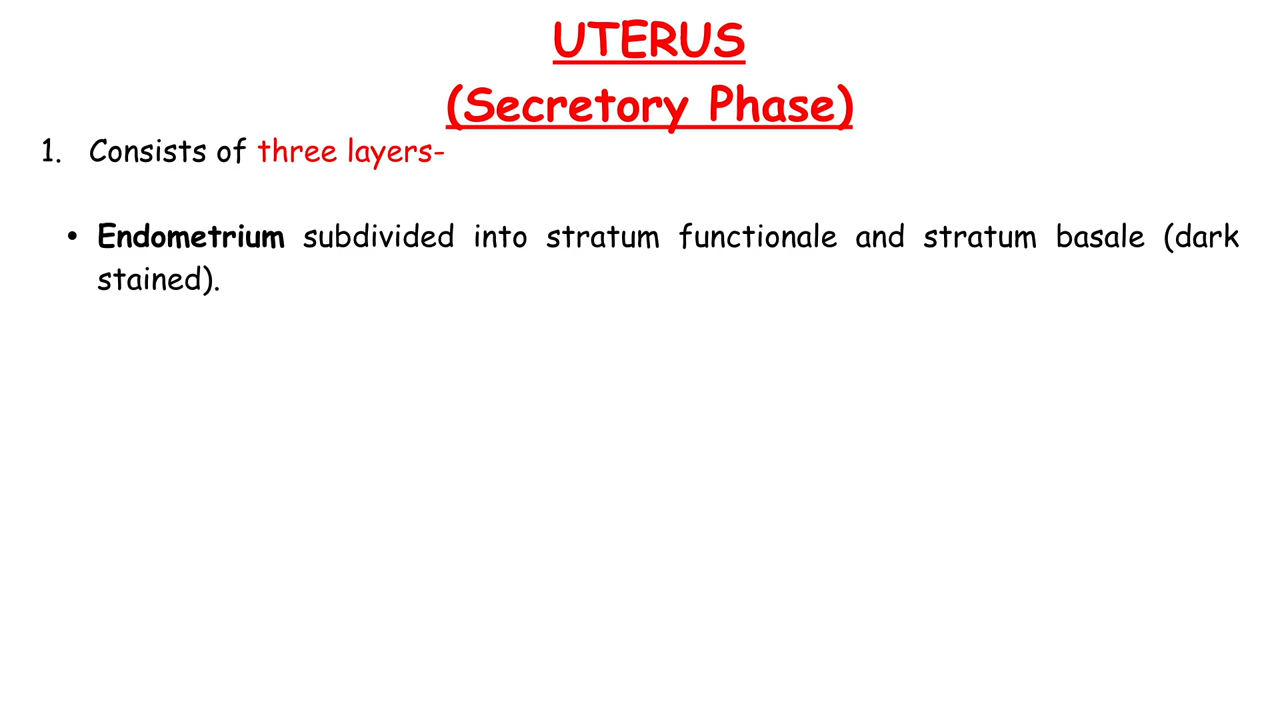 UTERUS
(Secretory Phase)
1. Consists of three layers-
• Endometrium subdivided into stratum functionale and stratum basale (dark
stained).